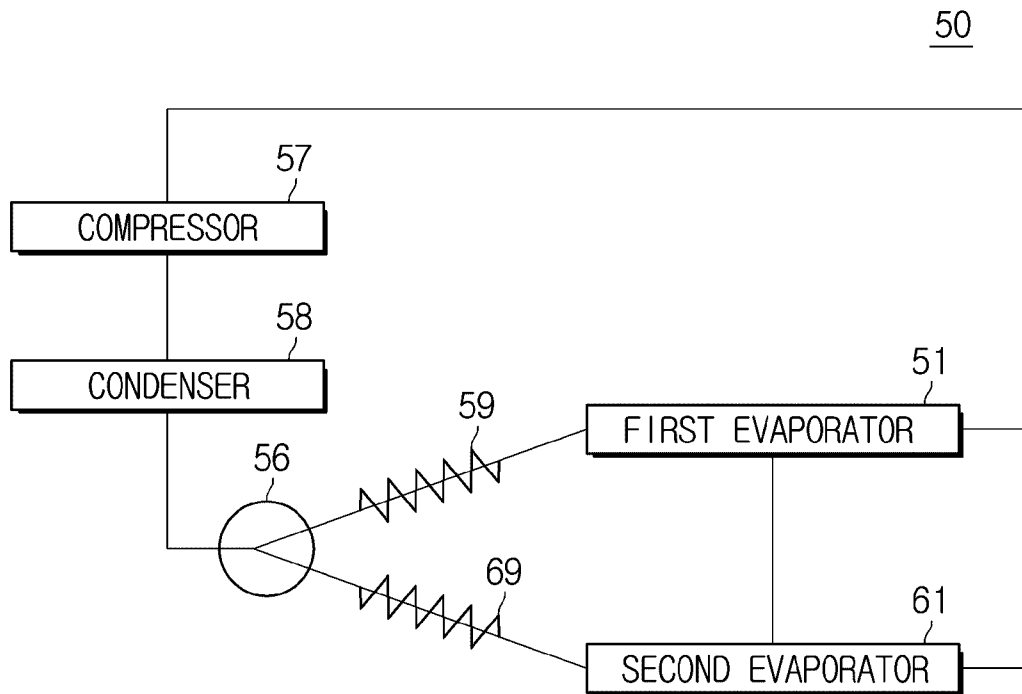 50
57
COMPRESSOR
58
CONDENSER
51
FIRST EVAPORATOR
59
56
69
61
SECOND EVAPORATOR